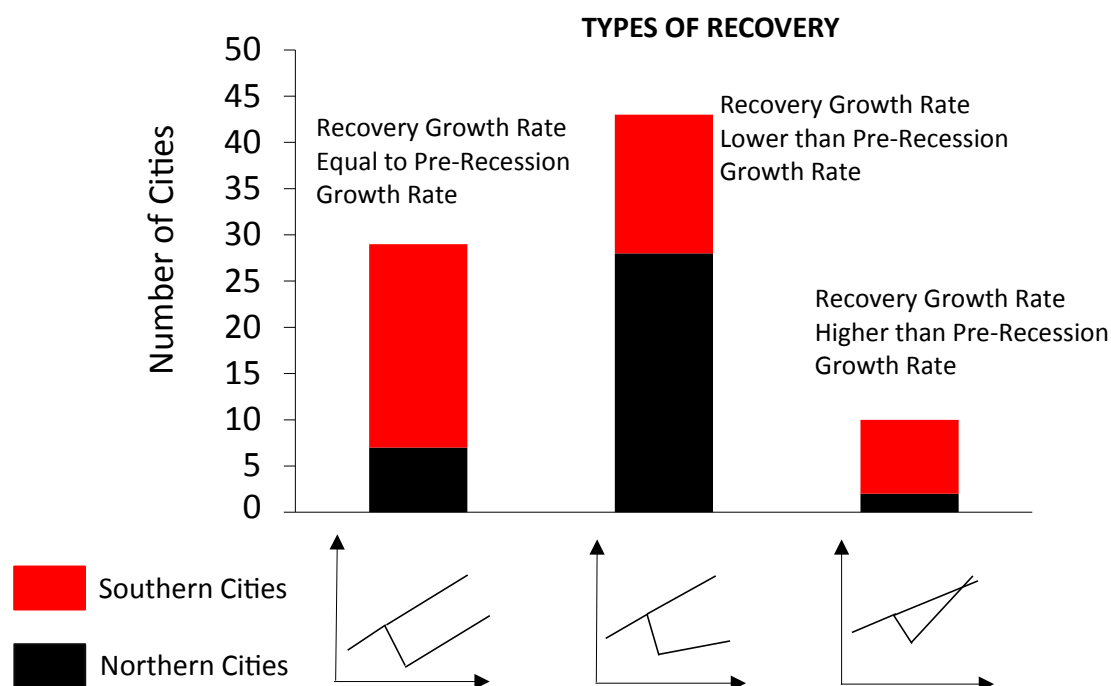 TYPES OF RECOVERY
50
45
40
35
30
25
20
15
10
5
0
Number of Cities
Recovery Growth Rate
Equal to Pre-Recession
Growth Rate
Recovery Growth Rate
Lower than Pre-Recession
Growth Rate
Recovery Growth Rate
Higher than Pre-Recession
Growth Rate
Southern Cities
Northern Cities